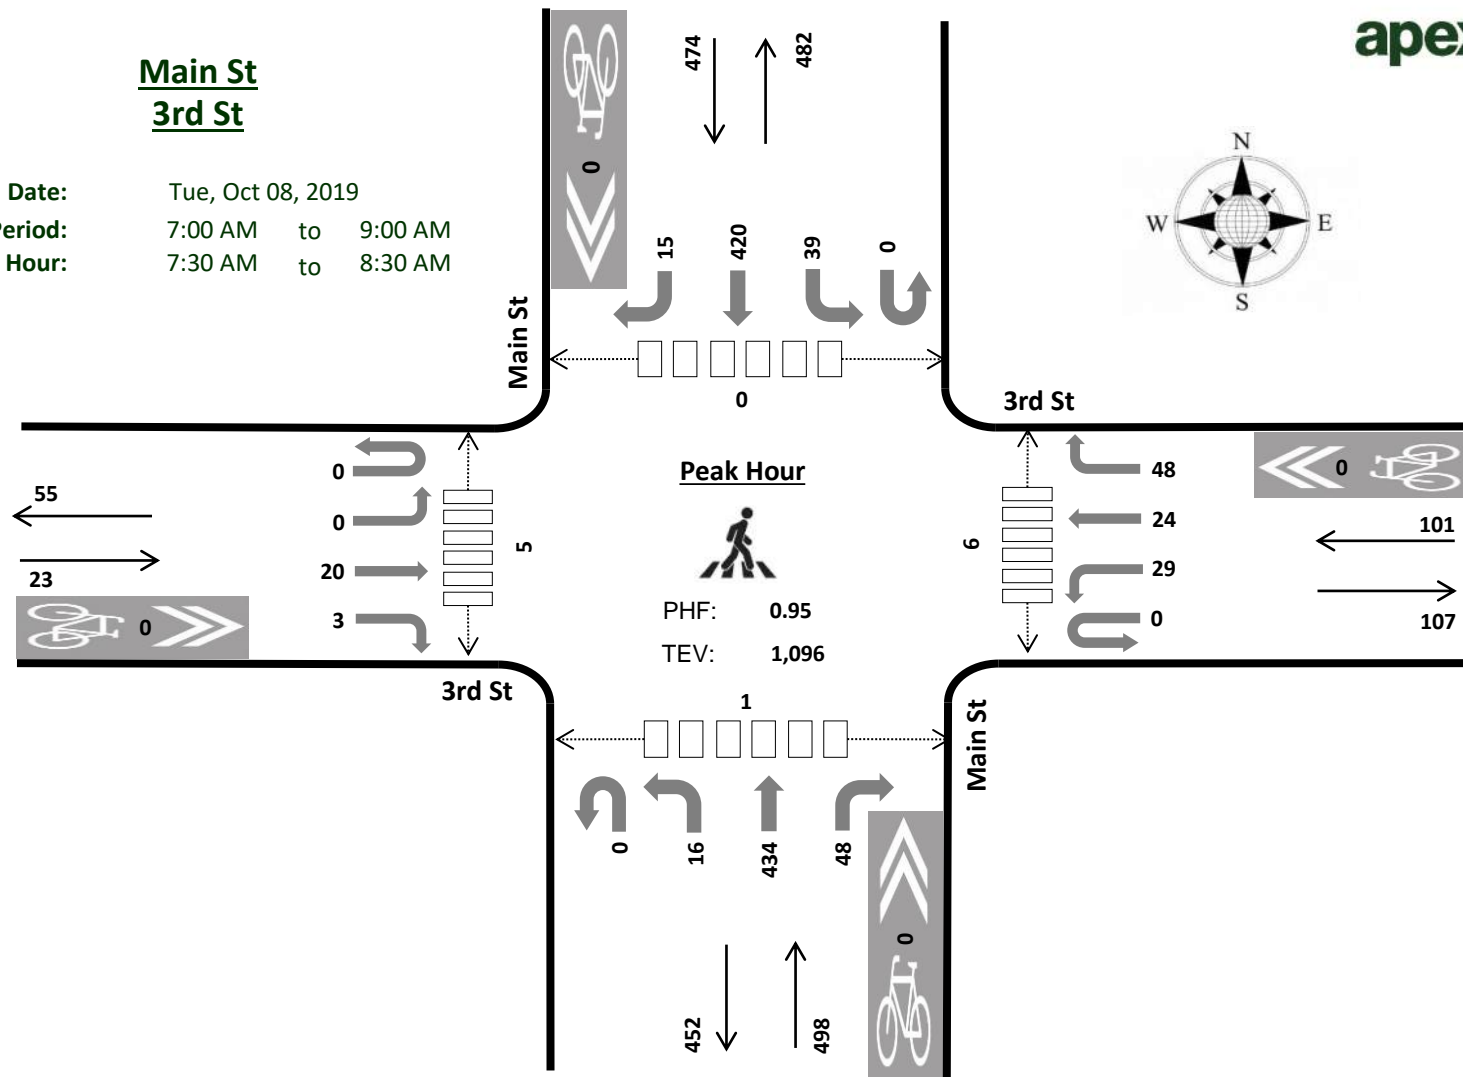 apex
Main St
3rd St
Date: Tue, Oct 08, 2019
Period: 7:00 AM to 9:00 AM
Hour: 7:30 AM to 8:30 AM
474
482
0
15
420
39
0
N
W
E
S
Main St
0
3rd St
0
0
20
3
55
23
0
5
Peak Hour
PHF: 0.95
TEV: 1,096
6
48
24
29
0
0
101
107
3rd St
1
Main St
0
16
434
48
0
452
498